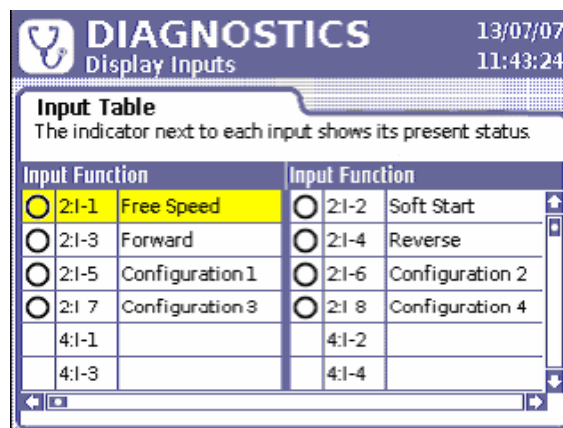 DIAGNOSTICS
13/07/07
Display Inputs
11:43:24
Input Table
The indicator next to each input shows its present status.
Input Function Input Function
2:I-1 Free Speed 2:I-2 Soft Start
2:I-3 Forward 2:I-4 Reverse
2:I-5 Configuration 1 2:I-6 Configuration 2
2:I 7 Configuration 3 2:I 8 Configuration 4
4:I-1 4:I-2
4:I-3 4:I-4